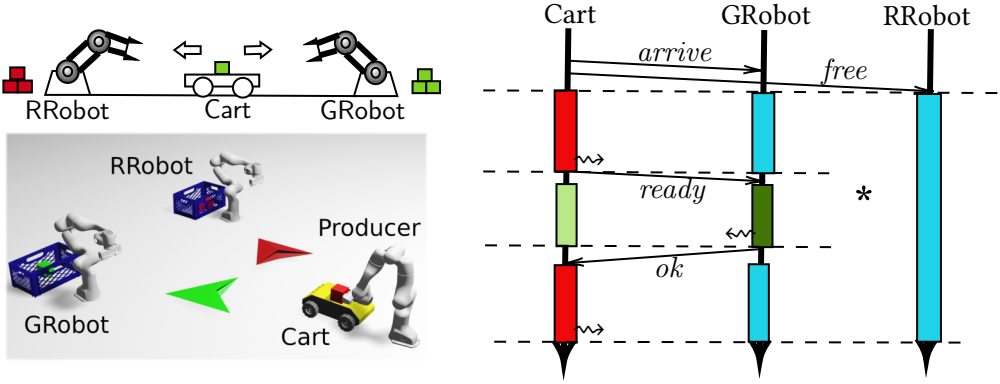 RRobot
Cart
GRobot
RRobot
Producer
GRobot
Cart
Cart
GRobot
RRobot
arrive
free
ready
*
ok